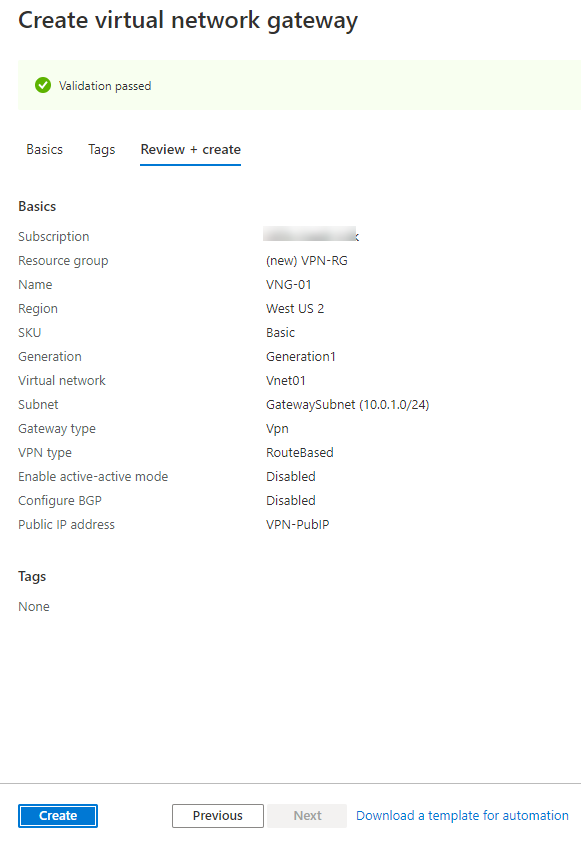 Create virtual network gateway
Validation passed
Basics Tags Review + create
Basics
Subscription
Resource group (new) VPN-RG
Name VNG-01
Region West US 2
SKU Basic
Generation Generation1
Virtual network Vnet01
Subnet GatewaySubnet (10.0.1.0/24)
Gateway type Vpn
VPN type RouteBased
Enable active-active mode Disabled
Configure BGP Disabled
Public IP address VPN-PubIP
Tags
None
Create Previous Next Download a template for automation